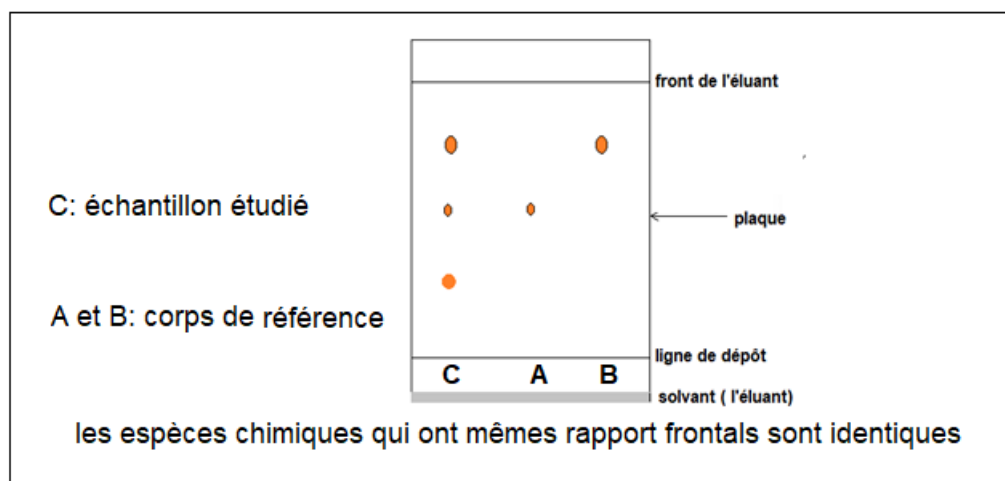 front de l'éluant
C: échantillon étudié
plaque
A et B: corps de référence
ligne de dépôt
C A B
solvant ( l'éluant)
les espèces chimiques qui ont mêmes rapport frontals sont identiques